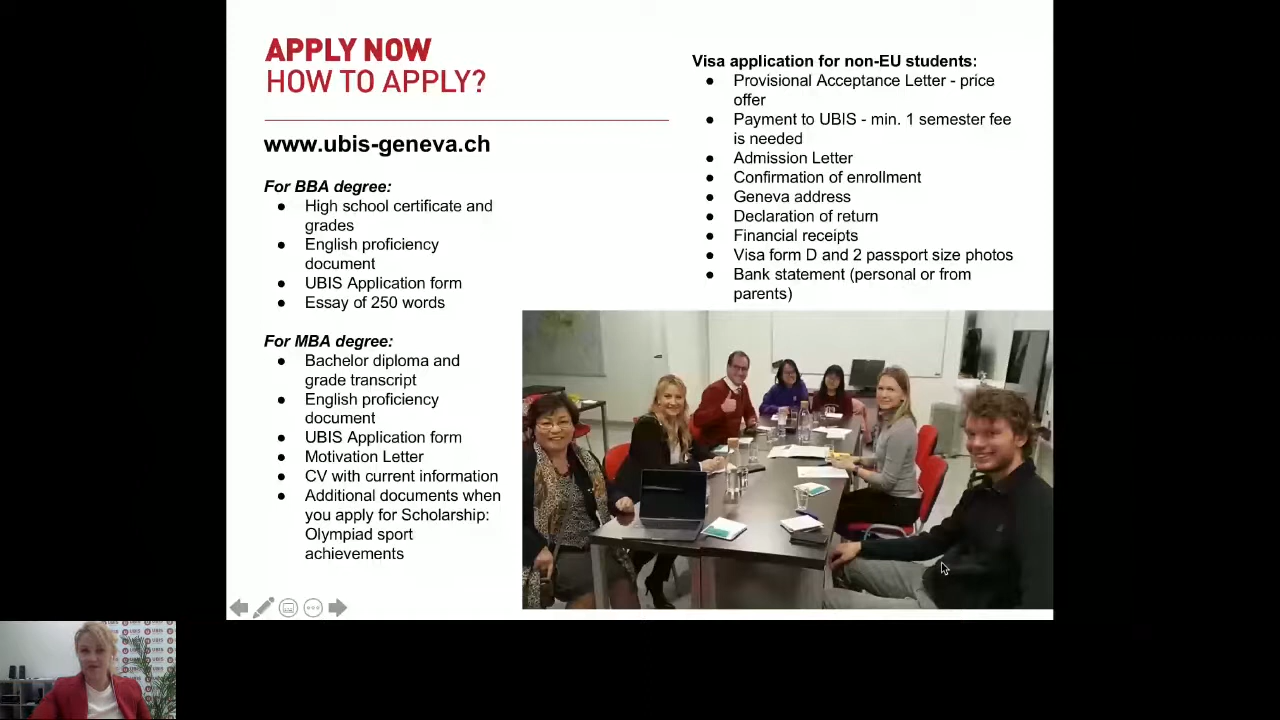 APPLY NOW
HOW TO APPLY?
www.ubis-geneva.ch
For BBA degree:
● High school certificate and
grades
● English proficiency
document
● UBIS Application form
● Essay of 250 words
For MBA degree:
● Bachelor diploma and
grade transcript
● English proficiency
document
● UBIS Application form
● Motivation Letter
● CV with current information
● Additional documents when
you apply for Scholarship:
Olympiad sport
achievements
Visa application for non-EU students:
● Provisional Acceptance Letter - price
offer
● Payment to UBIS - min. 1 semester fee
is needed
● Admission Letter
● Confirmation of enrollment
● Geneva address
● Declaration of return
● Financial receipts
● Visa form D and 2 passport size photos
● Bank statement (personal or from
parents)